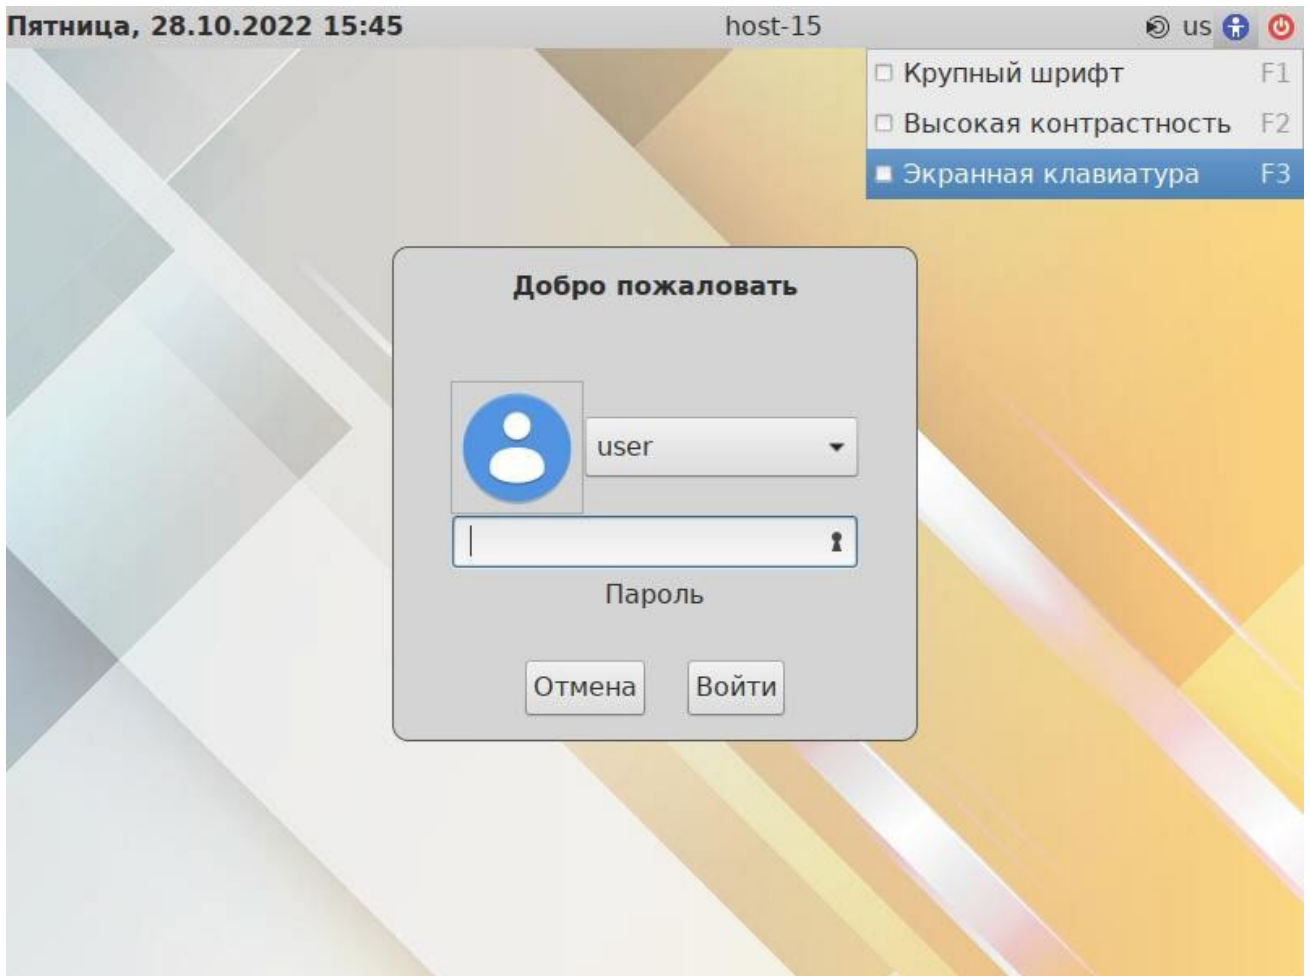 Пятница, 28.10.2022 15:45 host-15 us
Крупный шрифт F1
Высокая контрастность F2
Экранная клавиатура F3
Добро пожаловать
user
Пароль
Отмена Войти